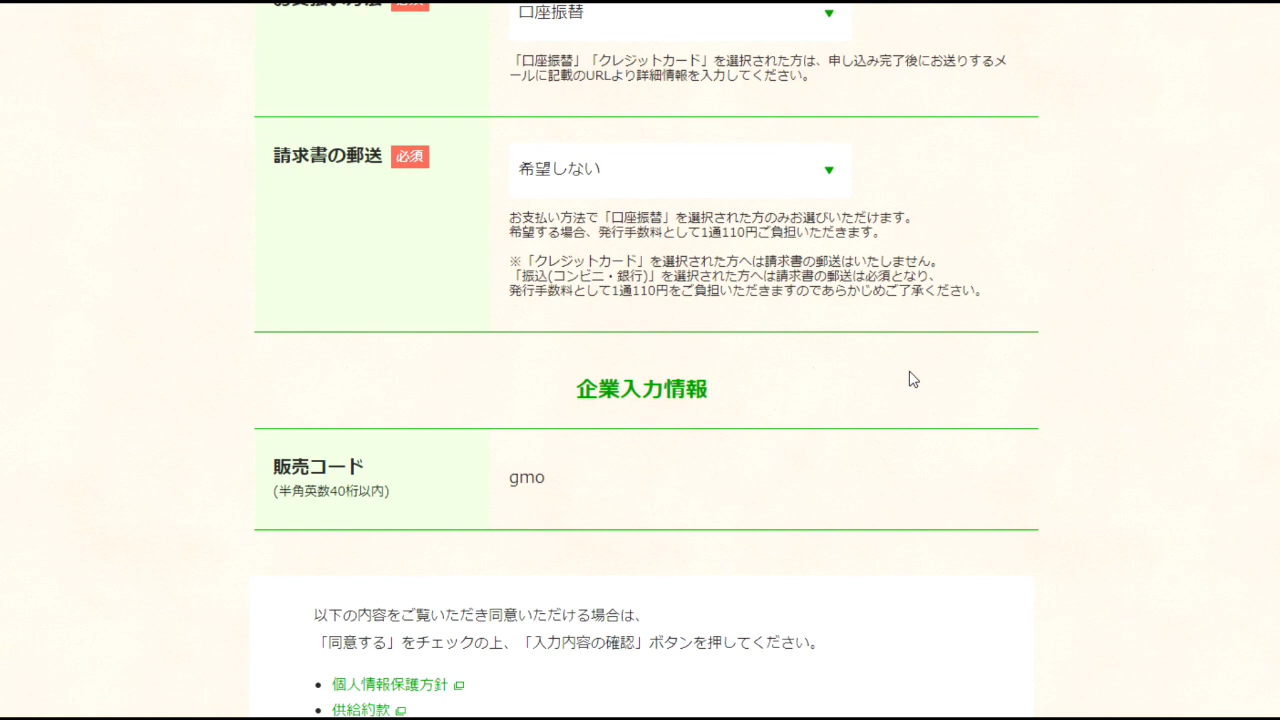 お支払い方法 必須
口座振替 ▼
「口座振替」「クレジットカード」を選択された方は、申し込み完了後にお送りするメ
ールに記載のURLより詳細情報を入力してください。
請求書の郵送 必須
希望しない ▼
お支払い方法で「口座振替」を選択された方のみお選びいただけます。
希望する場合、発行手数料として1通110円ご負担いただきます。
※「クレジットカード」を選択された方へは請求書の郵送はいたしません。
「振込(コンビニ・銀行)」を選択された方へは請求書の郵送は必須となり、
発行手数料として1通110円をご負担いただきますのであらかじめご了承ください。
企業入力情報
販売コード
(半角英数40桁以内)
gmo
以下の内容をご覧いただき同意いただける場合は、
「同意する」をチェックの上、「入力内容の確認」ボタンを押してください。
• 個人情報保護方針
• 供給約款